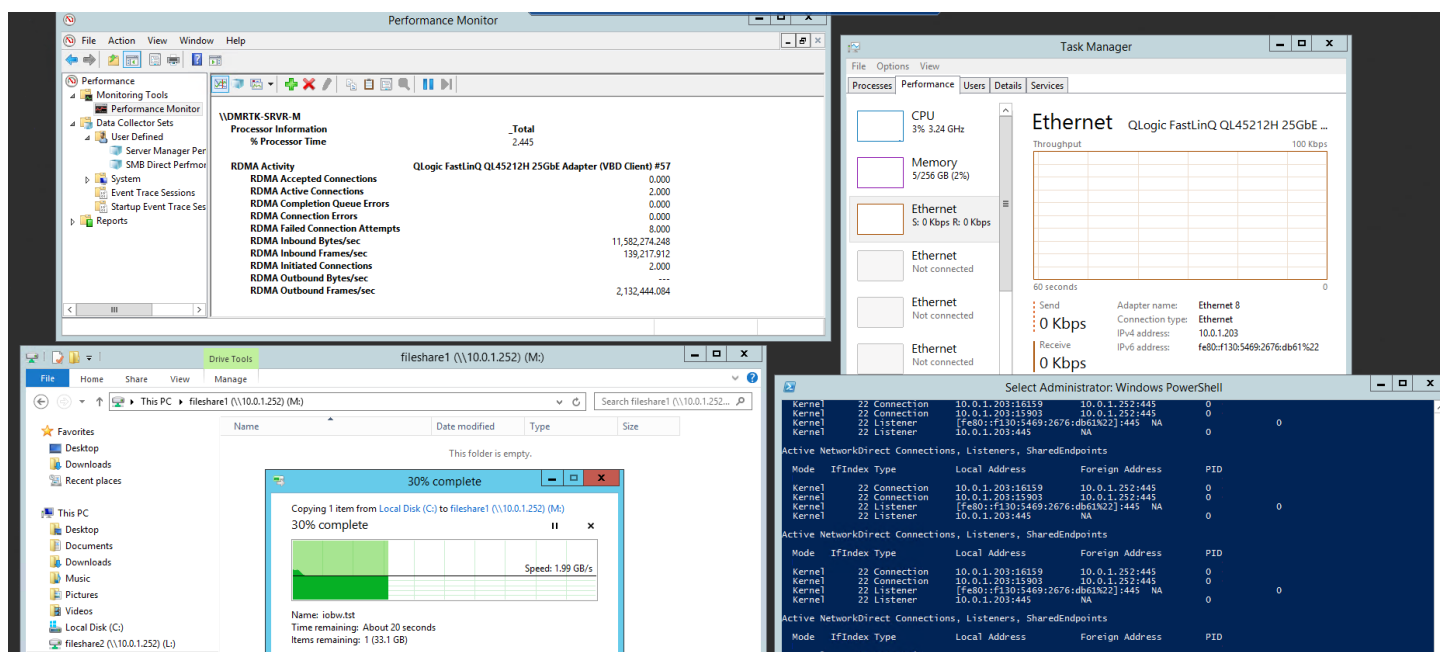 Performance Monitor
File Action View Window Help
Performance
Monitoring Tools
Performance Monitor
Data Collector Sets
User Defined
Server Manager Per
SMB Direct Perfmor
System
Event Trace Sessions
Startup Event Trace Ses
Reports
\\DMRTK-SRVR-M
Processor Information _Total
% Processor Time 2.445
RDMA Activity QLogic FastLinQ QL45212H 25GbE Adapter (VBD Client) #57
RDMA Accepted Connections 0.000
RDMA Active Connections 2.000
RDMA Completion Queue Errors 0.000
RDMA Connection Errors 0.000
RDMA Failed Connection Attempts 8.000
RDMA Inbound Bytes/sec 11,582,274.248
RDMA Inbound Frames/sec 139,217.912
RDMA Initiated Connections 2.000
RDMA Outbound Bytes/sec ---
RDMA Outbound Frames/sec 2,132,444.084
Task Manager
File Options View
Processes Performance Users Details Services
CPU
3% 3.24 GHz
Memory
5/256 GB (2%)
Ethernet
S: 0 Kbps R: 0 Kbps
Ethernet
Not connected
Ethernet
Not connected
Ethernet
Not connected
Ethernet QLogic FastLinQ QL45212H 25GbE ...
Throughput 100 Kbps
60 seconds 0
Send
0 Kbps
Receive
0 Kbps
Adapter name: Ethernet 8
Connection type: Ethernet
IPv4 address: 10.0.1.203
IPv6 address: fe80::f130:5469:2676:db61%22
Drive Tools fileshare1 (\\10.0.1.252) (M:)
File Home Share View Manage
This PC fileshare1 (\\10.0.1.252) (M:) Search fileshare1 (\\10.0.1.252...
Favorites
Desktop
Downloads
Recent places
This PC
Desktop
Documents
Downloads
Music
Pictures
Videos
Local Disk (C:)
fileshare2 (\\10.0.1.252) (L:)
Name Date modified Type Size
This folder is empty.
30% complete
Copying 1 item from Local Disk (C:) to fileshare1 (\\10.0.1.252) (M:)
30% complete
Speed: 1.99 GB/s
Name: iobw.tst
Time remaining: About 20 seconds
Items remaining: 1 (33.1 GB)
Select Administrator: Windows PowerShell
Kernel 22 Connection 10.0.1.203:16159 10.0.1.252:445 0
Kernel 22 Connection 10.0.1.203:15903 10.0.1.252:445 0
Kernel 22 Listener [fe80::f130:5469:2676:db61%22]:445 NA 0
Kernel 22 Listener 10.0.1.203:445 NA 0
Active NetworkDirect Connections, Listeners, SharedEndpoints
Mode IfIndex Type Local Address Foreign Address PID
Kernel 22 Connection 10.0.1.203:16159 10.0.1.252:445 0
Kernel 22 Connection 10.0.1.203:15903 10.0.1.252:445 0
Kernel 22 Listener [fe80::f130:5469:2676:db61%22]:445 NA 0
Kernel 22 Listener 10.0.1.203:445 NA 0
Active NetworkDirect Connections, Listeners, SharedEndpoints
Mode IfIndex Type Local Address Foreign Address PID
Kernel 22 Connection 10.0.1.203:16159 10.0.1.252:445 0
Kernel 22 Connection 10.0.1.203:15903 10.0.1.252:445 0
Kernel 22 Listener [fe80::f130:5469:2676:db61%22]:445 NA 0
Kernel 22 Listener 10.0.1.203:445 NA 0
Active NetworkDirect Connections, Listeners, SharedEndpoints
Mode IfIndex Type Local Address Foreign Address PID